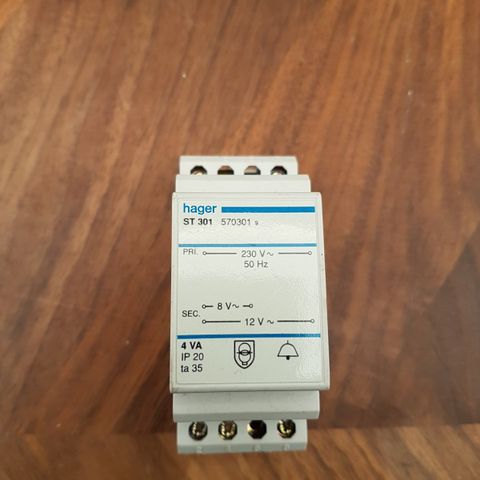 hager
ST 301 570301 s
PRI. 230 V~
50 Hz
SEC. 8 V~
12 V~
4 VA
IP 20
ta 35